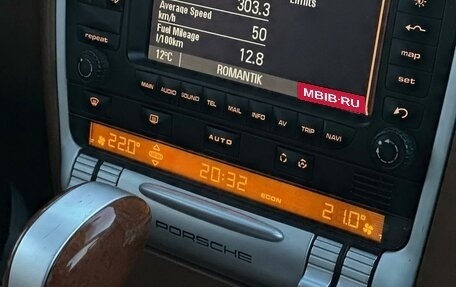 303.3
Limits
Average Speed
km/h
50
Fuel Mileage
l/100km
12.8
12°C
ROMANTIK
MBIB·RU
repeat
map
set
MAIN AUDIO SOUND TEL MAIL INFO AV TRIP NAVI
AUTO
22.0°
20:32
ECON
21.0°
PORSCHE